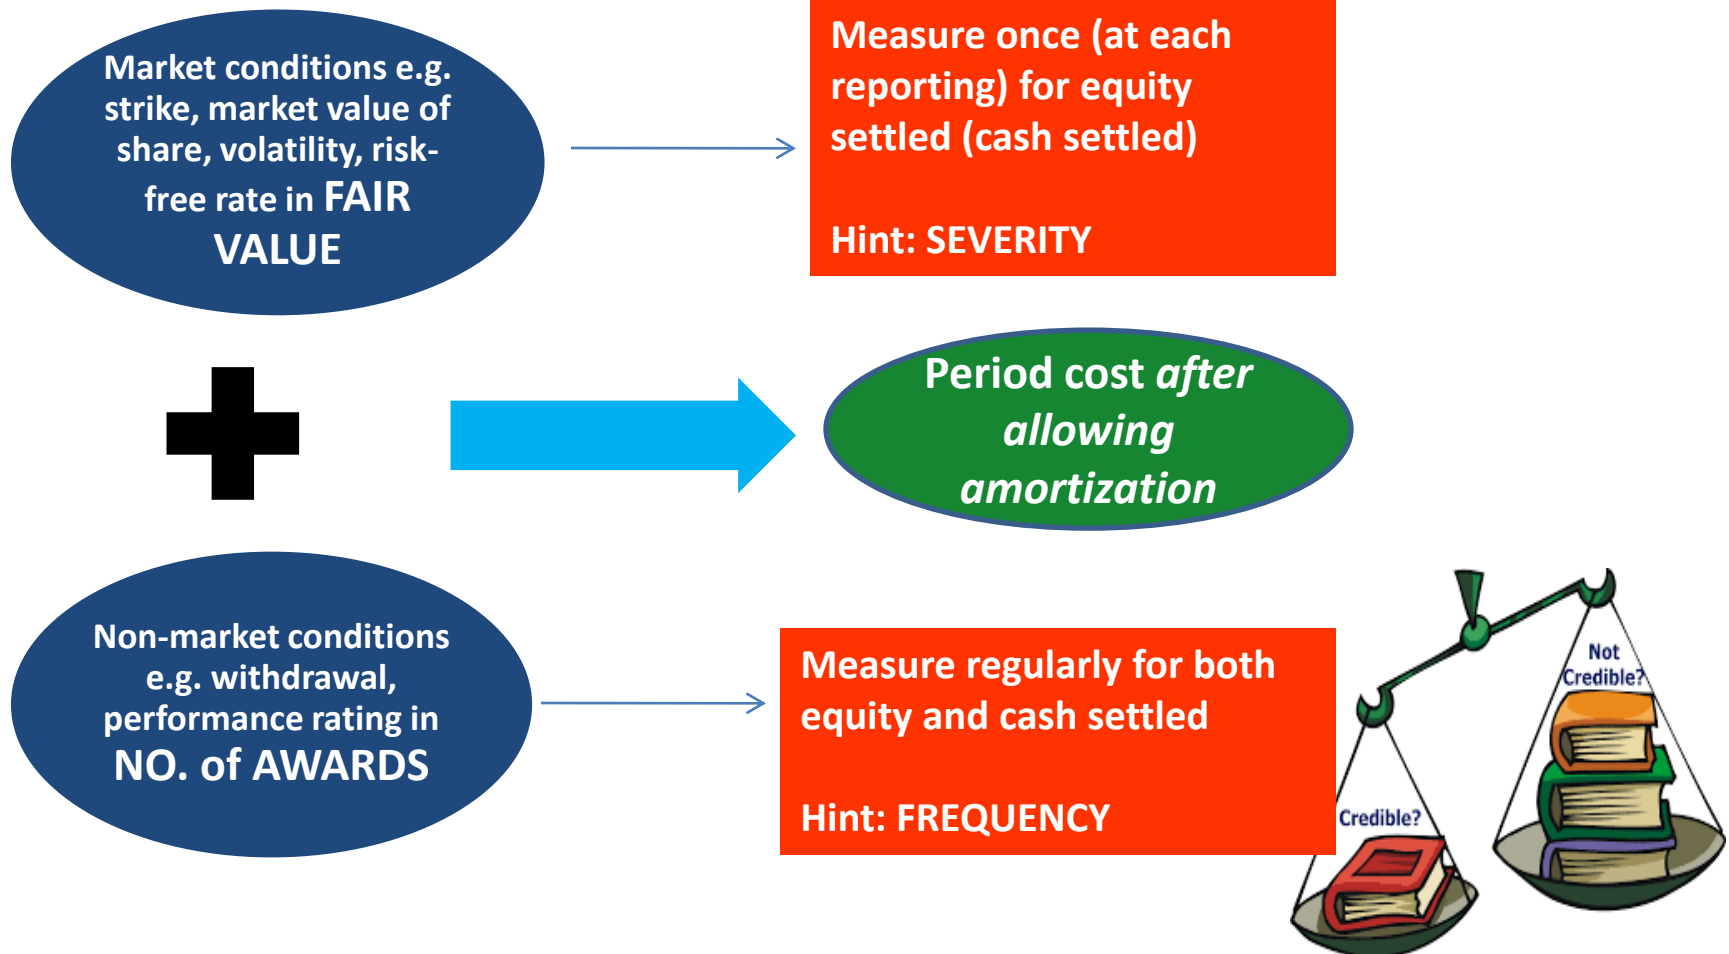 Market conditions e.g.
strike, market value of
share, volatility, risk-
free rate in FAIR
VALUE
Measure once (at each
reporting) for equity
settled (cash settled)
Hint: SEVERITY
Period cost after
allowing
amortization
Non-market conditions
e.g. withdrawal,
performance rating in
NO. of AWARDS
Measure regularly for both
equity and cash settled
Hint: FREQUENCY
Not
Credible?
Credible?